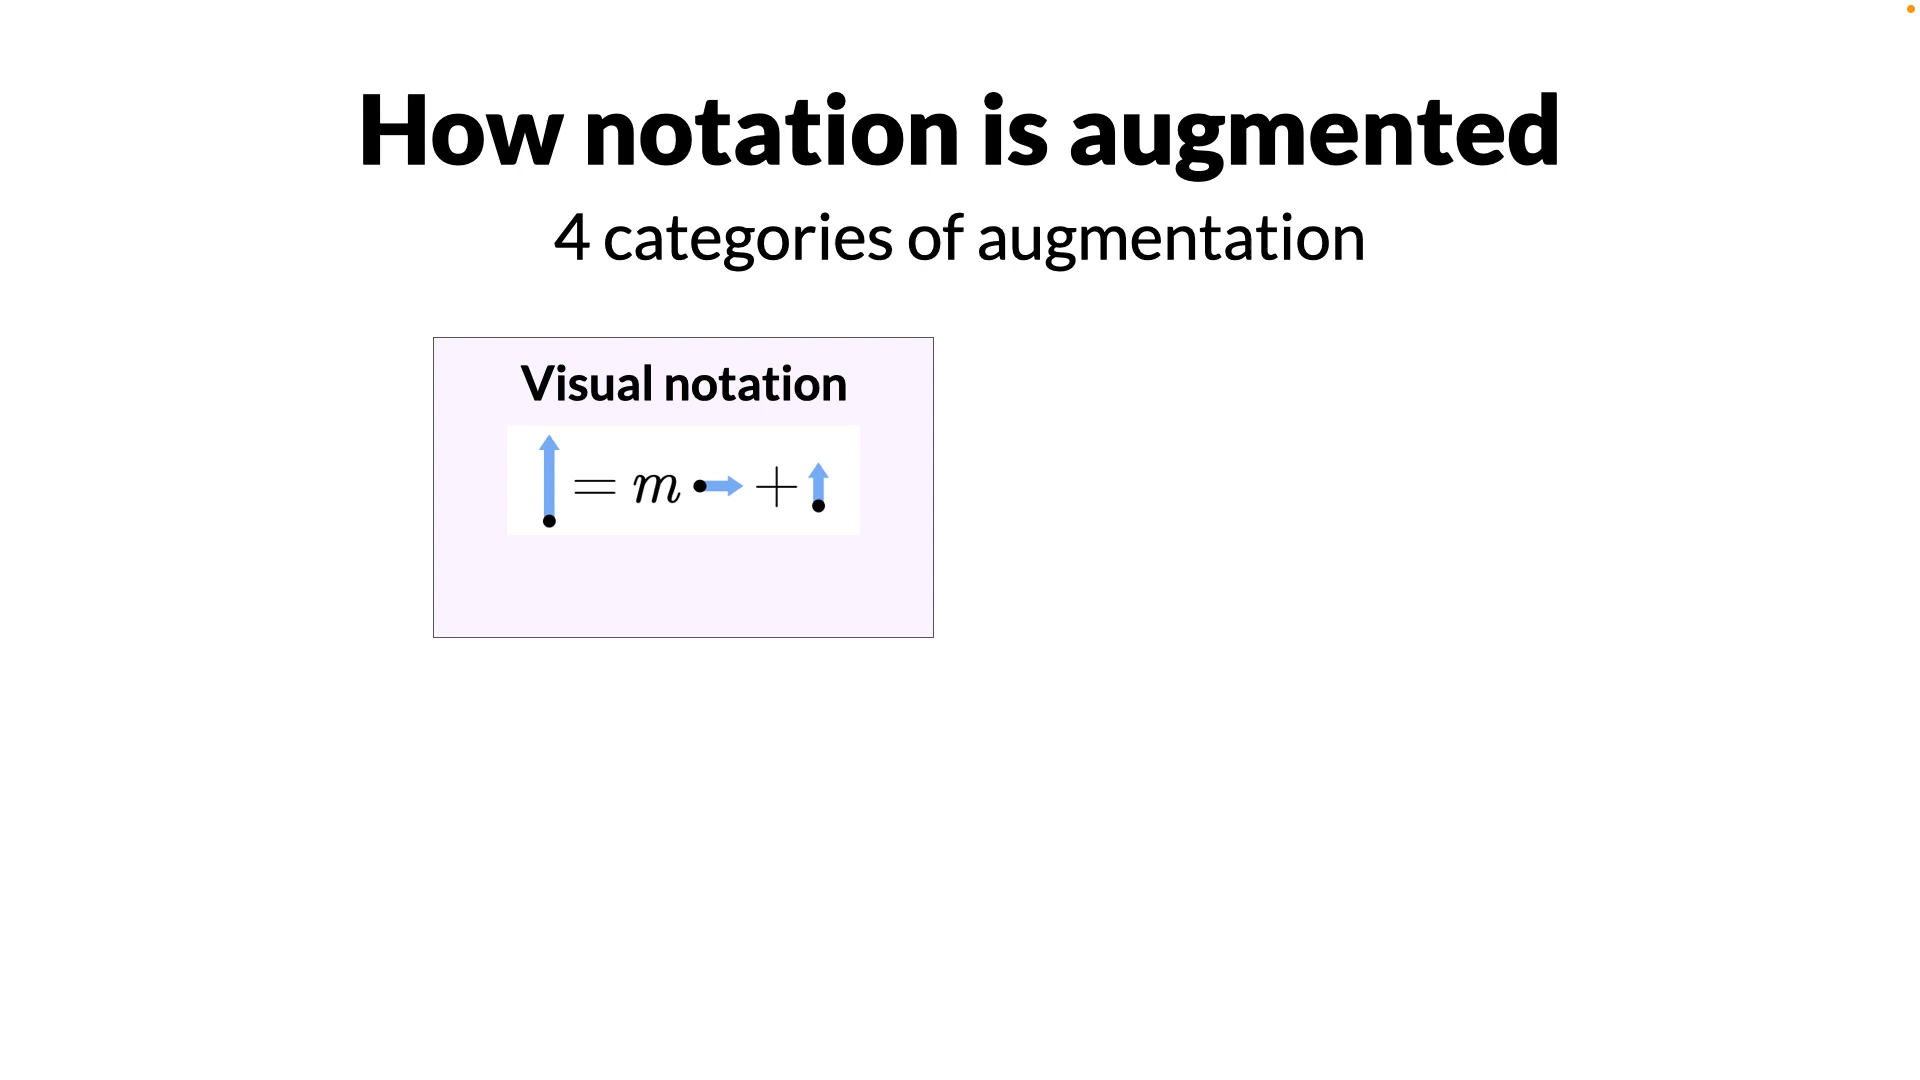 How notation is augmented
4 categories of augmentation
Visual notation
= m +